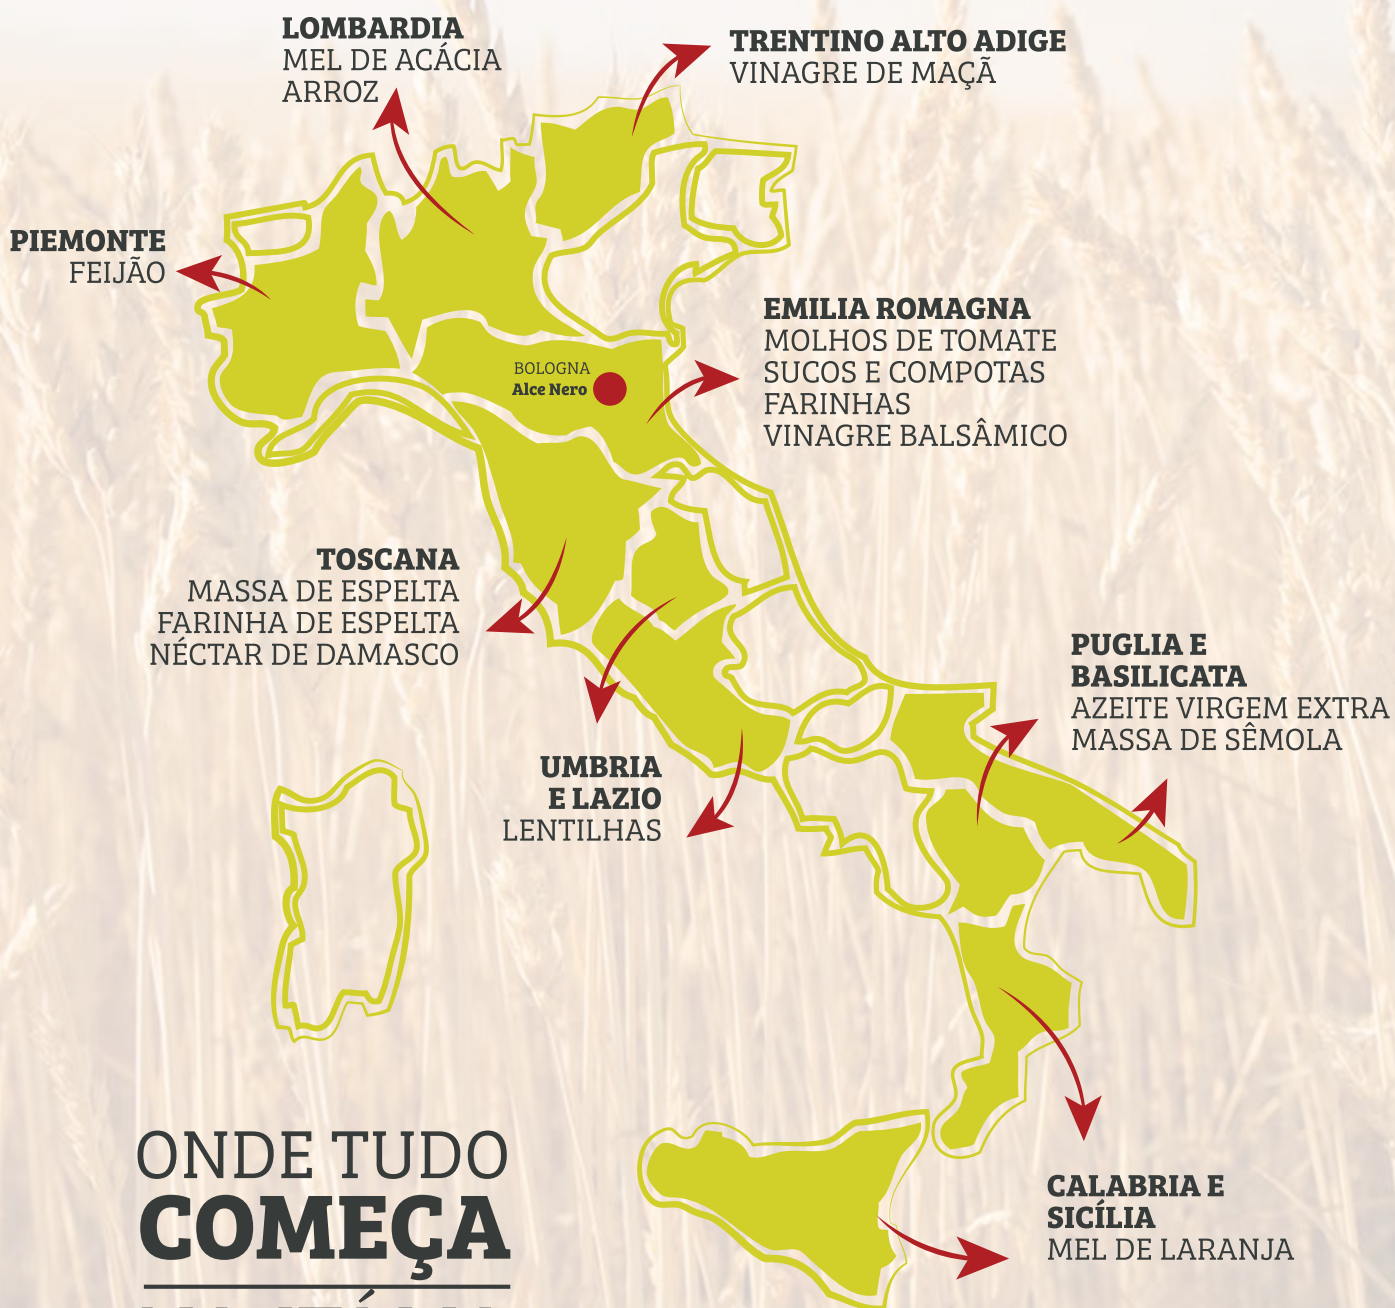 LOMBARDIA
MEL DE ACÁCIA
ARROZ
TRENTINO ALTO ADIGE
VINAGRE DE MAÇÃ
PIEMONTE
FEIJÃO
EMILIA ROMAGNA
MOLHOS DE TOMATE
SUCOS E COMPOTAS
FARINHAS
VINAGRE BALSÂMICO
BOLOGNA
Alce Nero
TOSCANA
MASSA DE ESPELTA
FARINHA DE ESPELTA
NÉCTAR DE DAMASCO
PUGLIA E
BASILICATA
AZEITE VIRGEM EXTRA
MASSA DE SÊMOLA
UMBRIA
E LAZIO
LENTILHAS
ONDE TUDO
COMEÇA
CALABRIA E
SICÍLIA
MEL DE LARANJA